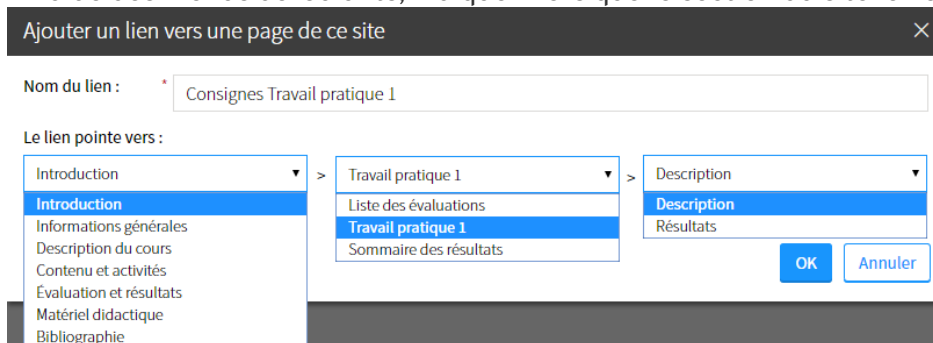 Ajouter un lien vers une page de ce site
Nom du lien : * Consignes Travail pratique 1
Le lien pointe vers :
Introduction > Travail pratique 1 > Description
Introduction
Informations générales
Description du cours
Contenu et activités
Évaluation et résultats
Matériel didactique
Bibliographie
Liste des évaluations
Travail pratique 1
Sommaire des résultats
Description
Résultats
OK Annuler